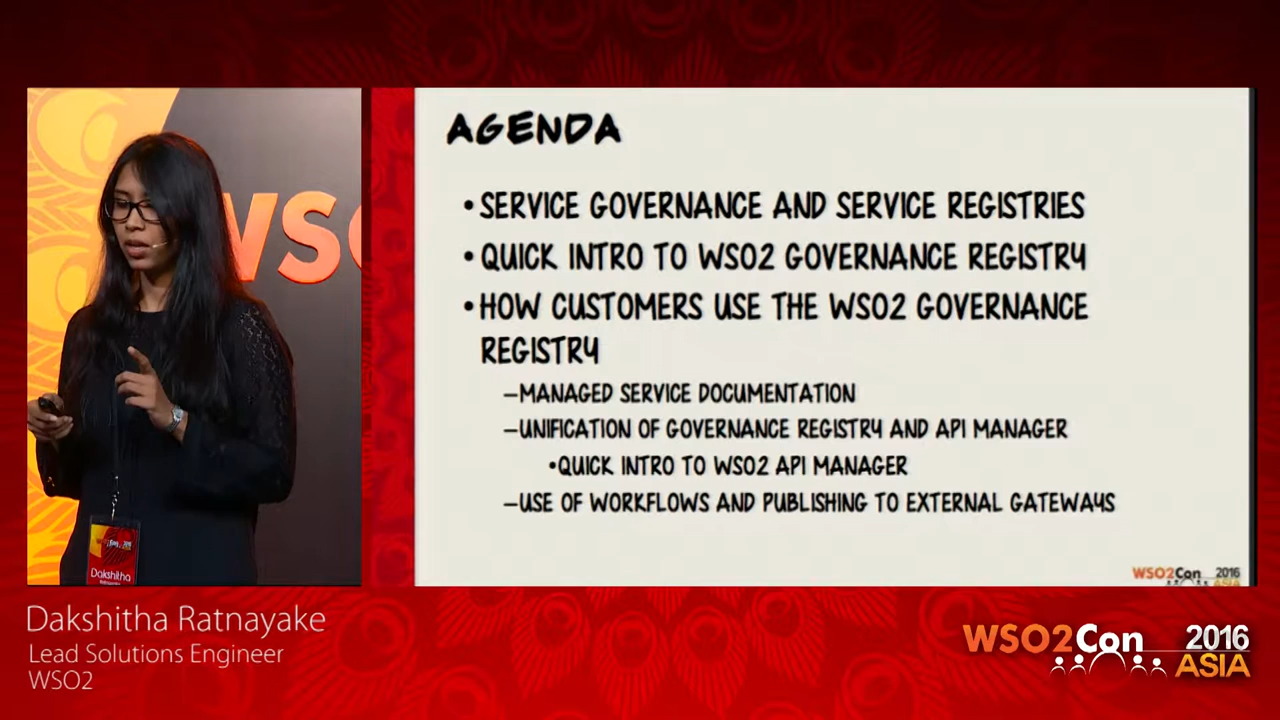 WSO
Dakshitha
AGENDA
• SERVICE GOVERNANCE AND SERVICE REGISTRIES
• QUICK INTRO TO WSO2 GOVERNANCE REGISTRY
• HOW CUSTOMERS USE THE WSO2 GOVERNANCE
REGISTRY
–MANAGED SERVICE DOCUMENTATION
–UNIFICATION OF GOVERNANCE REGISTRY AND API MANAGER
•QUICK INTRO TO WSO2 API MANAGER
–USE OF WORKFLOWS AND PUBLISHING TO EXTERNAL GATEWAYS
WSO2Con 2016
ASIA
Dakshitha Ratnayake
Lead Solutions Engineer
WSO2
WSO2Con 2016
ASIA